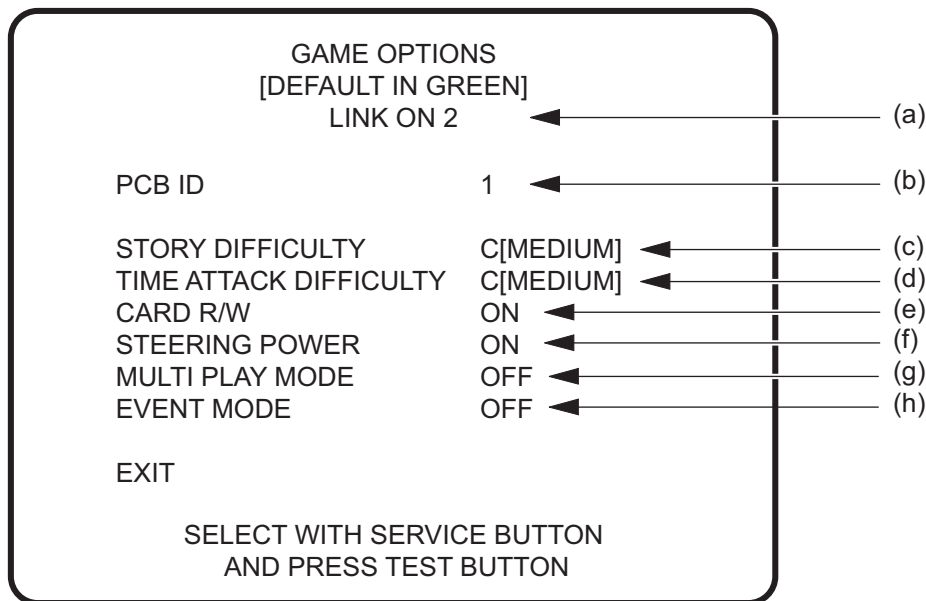 GAME OPTIONS
[DEFAULT IN GREEN]
LINK ON 2 (a)
PCB ID 1 (b)
STORY DIFFICULTY C[MEDIUM] (c)
TIME ATTACK DIFFICULTY C[MEDIUM] (d)
CARD R/W ON (e)
STEERING POWER ON (f)
MULTI PLAY MODE OFF (g)
EVENT MODE OFF (h)
EXIT
SELECT WITH SERVICE BUTTON
AND PRESS TEST BUTTON